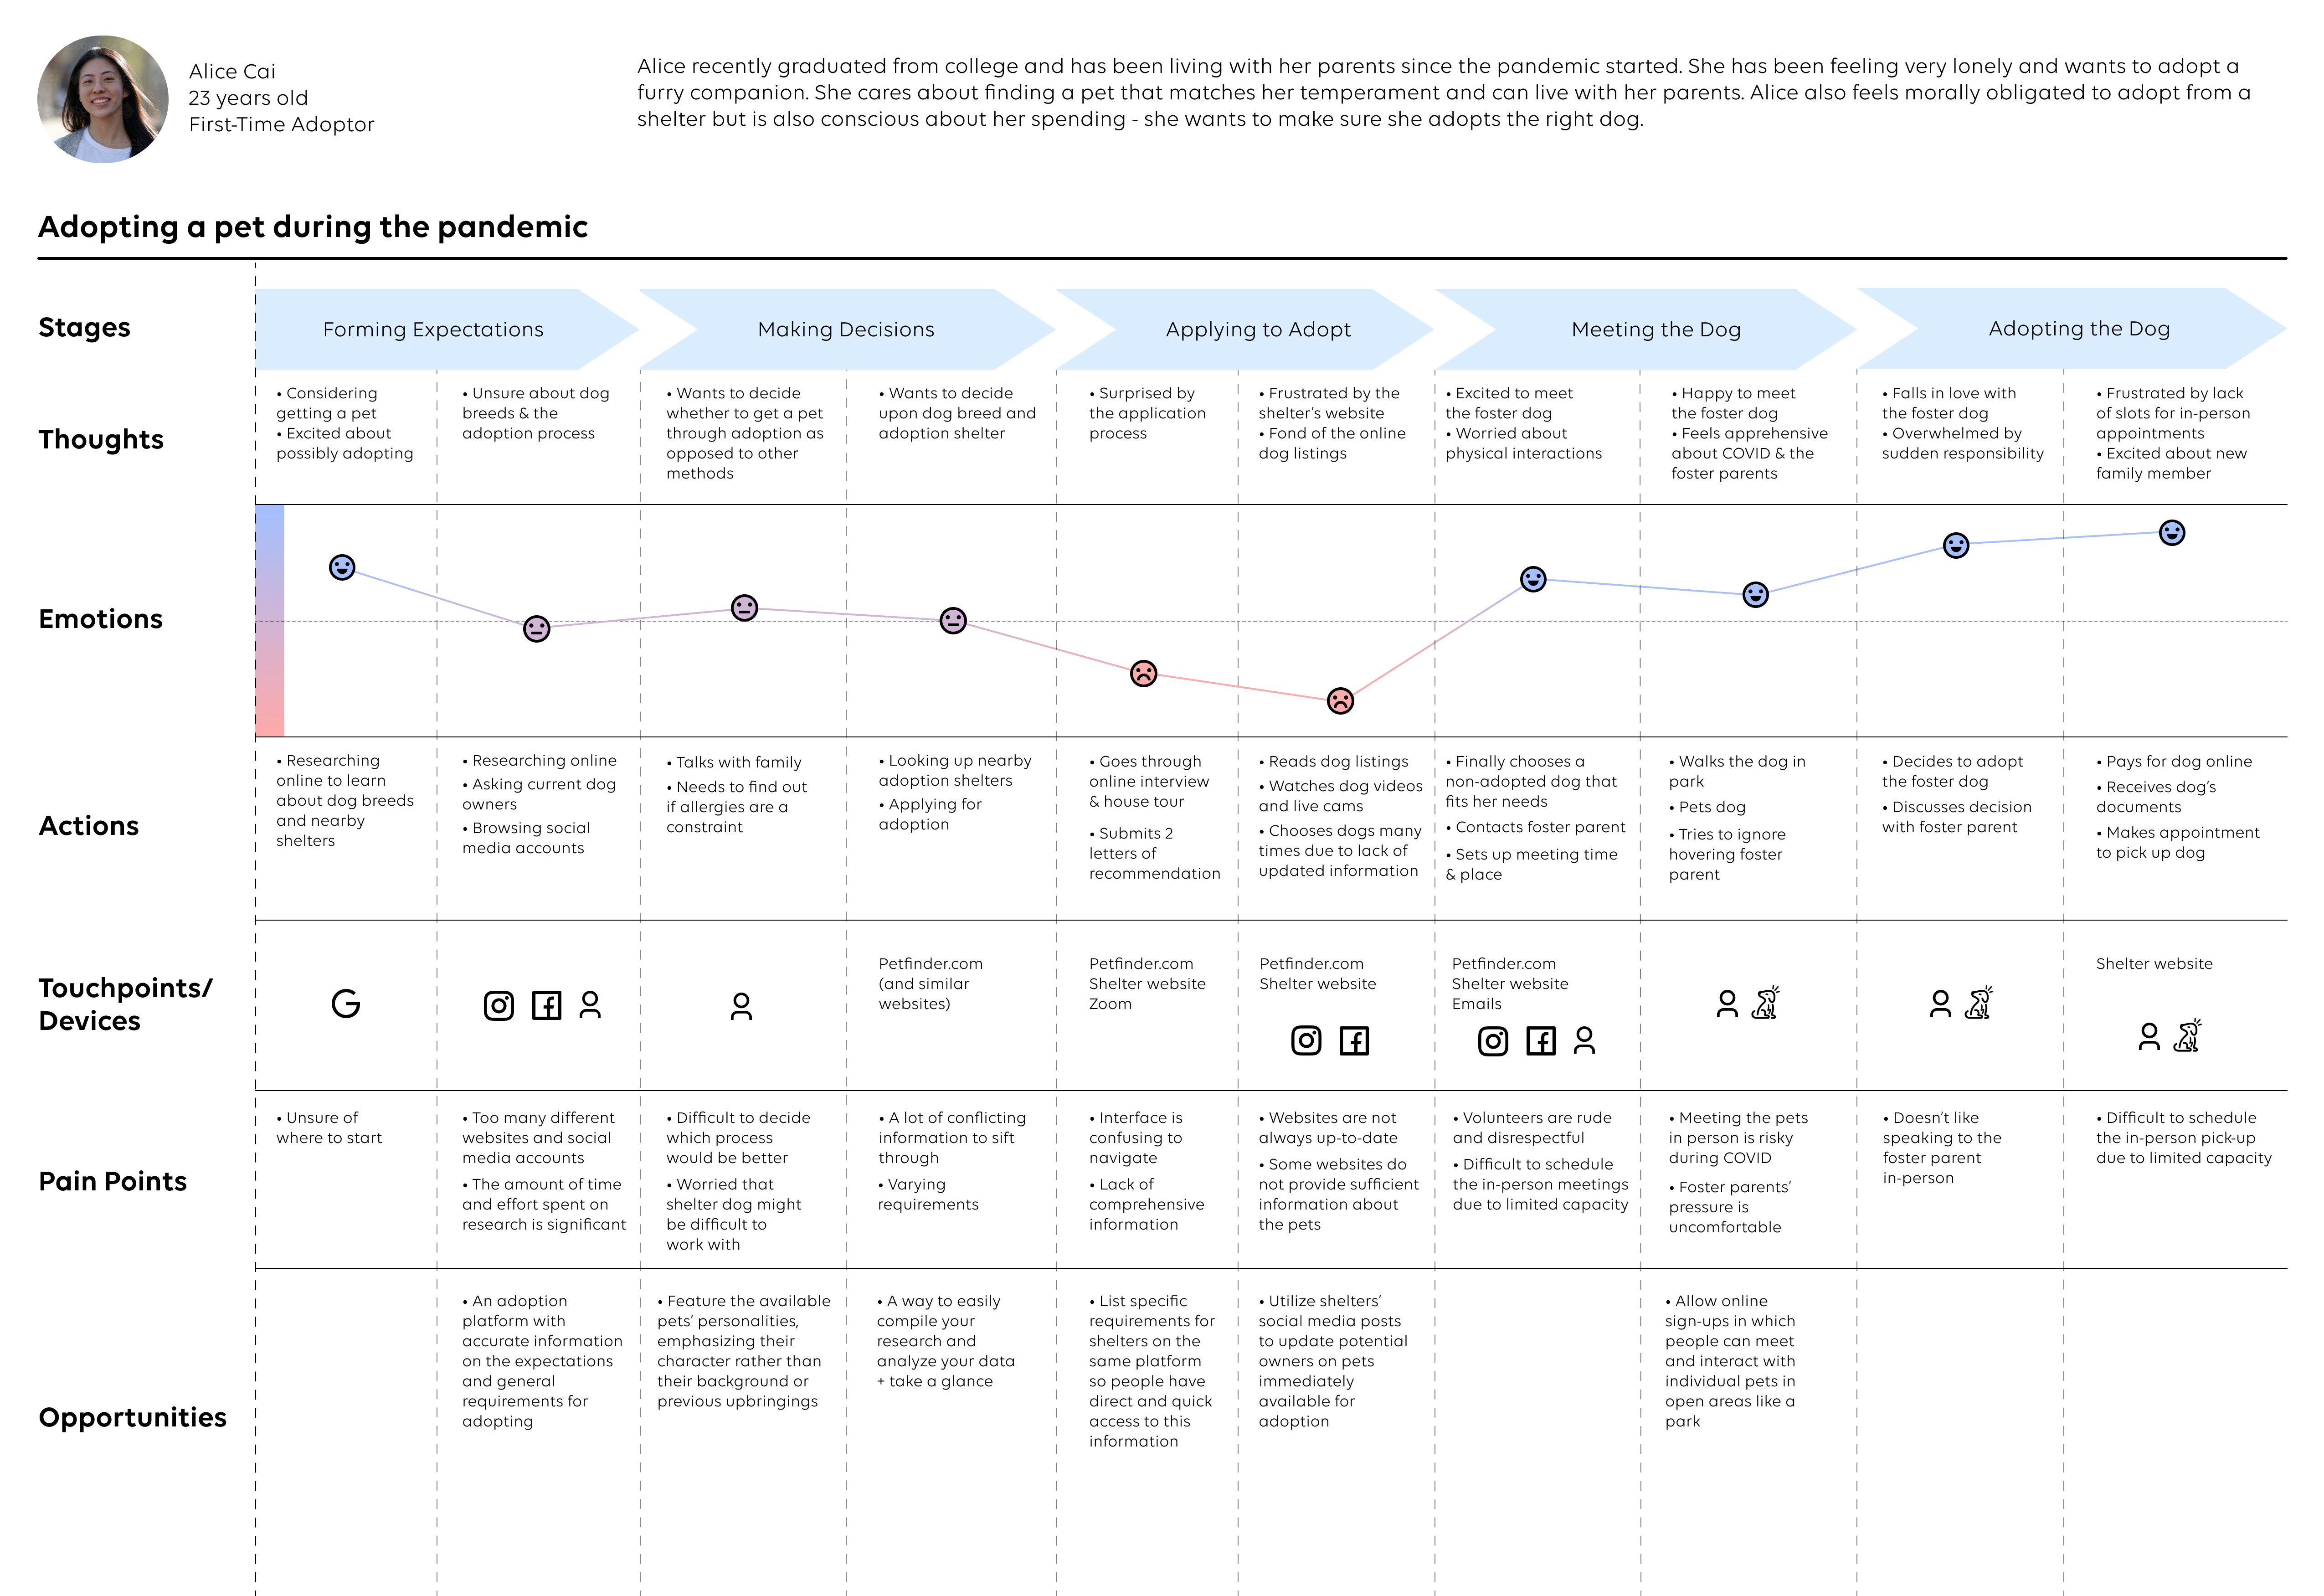 Alice Cai
23 years old
First-Time Adoptor
Alice recently graduated from college and has been living with her parents since the pandemic started. She has been feeling very lonely and wants to adopt a
furry companion. She cares about finding a pet that matches her temperament and can live with her parents. Alice also feels morally obligated to adopt from a
shelter but is also conscious about her spending - she wants to make sure she adopts the right dog.
Adopting a pet during the pandemic
Stages
Forming Expectations
Making Decisions
Applying to Adopt
Meeting the Dog
Adopting the Dog
Thoughts
• Considering
getting a pet
• Excited about
possibly adopting
• Unsure about dog
breeds & the
adoption process
• Wants to decide
whether to get a pet
through adoption as
opposed to other
methods
• Wants to decide
upon dog breed and
adoption shelter
• Surprised by
the application
process
• Frustrated by the
shelter's website
• Fond of the online
dog listings
• Excited to meet
the foster dog
• Worried about
physical interactions
• Happy to meet
the foster dog
• Feels apprehensive
about COVID & the
foster parents
• Falls in love with
the foster dog
• Overwhelmed by
sudden responsibility
• Frustrated by lack
of slots for in-person
appointments
• Excited about new
family member
Emotions
Actions
• Researching
online to learn
about dog breeds
and nearby
shelters
• Researching online
• Asking current dog
owners
• Browsing social
media accounts
• Talks with family
• Needs to find out
if allergies are a
constraint
• Looking up nearby
adoption shelters
• Applying for
adoption
• Goes through
online interview
& house tour
• Submits 2
letters of
recommendation
• Reads dog listings
• Watches dog videos
and live cams
• Chooses dogs many
times due to lack of
updated information
• Finally chooses a
non-adopted dog that
fits her needs
• Contacts foster parent
• Sets up meeting time
& place
• Walks the dog in
park
• Pets dog
• Tries to ignore
hovering foster
parent
• Decides to adopt
the foster dog
• Discusses decision
with foster parent
• Pays for dog online
• Receives dog's
documents
• Makes appointment
to pick up dog
Touchpoints/
Devices
Petfinder.com
(and similar
websites)
Petfinder.com
Shelter website
Zoom
Petfinder.com
Shelter website
Petfinder.com
Shelter website
Emails
Shelter website
Pain Points
• Unsure of
where to start
• Too many different
websites and social
media accounts
• The amount of time
and effort spent on
research is significant
• Difficult to decide
which process
would be better
• Worried that
shelter dog might
be difficult to
work with
• A lot of conflicting
information to sift
through
• Varying
requirements
• Interface is
confusing to
navigate
• Lack of
comprehensive
information
• Websites are not
always up-to-date
• Some websites do
not provide sufficient
information about
the pets
• Volunteers are rude
and disrespectful
• Difficult to schedule
the in-person meetings
due to limited capacity
• Meeting the pets
in person is risky
during COVID
• Foster parents'
pressure is
uncomfortable
• Doesn't like
speaking to the
foster parent
in-person
• Difficult to schedule
the in-person pick-up
due to limited capacity
Opportunities
• An adoption
platform with
accurate information
on the expectations
and general
requirements for
adopting
• Feature the available
pets' personalities,
emphasizing their
character rather than
their background or
previous upbringings
• A way to easily
compile your
research and
analyze your data
+ take a glance
• List specific
requirements for
shelters on the
same platform
so people have
direct and quick
access to this
information
• Utilize shelters'
social media posts
to update potential
owners on pets
immediately
available for
adoption
• Allow online
sign-ups in which
people can meet
and interact with
individual pets in
open areas like a
park